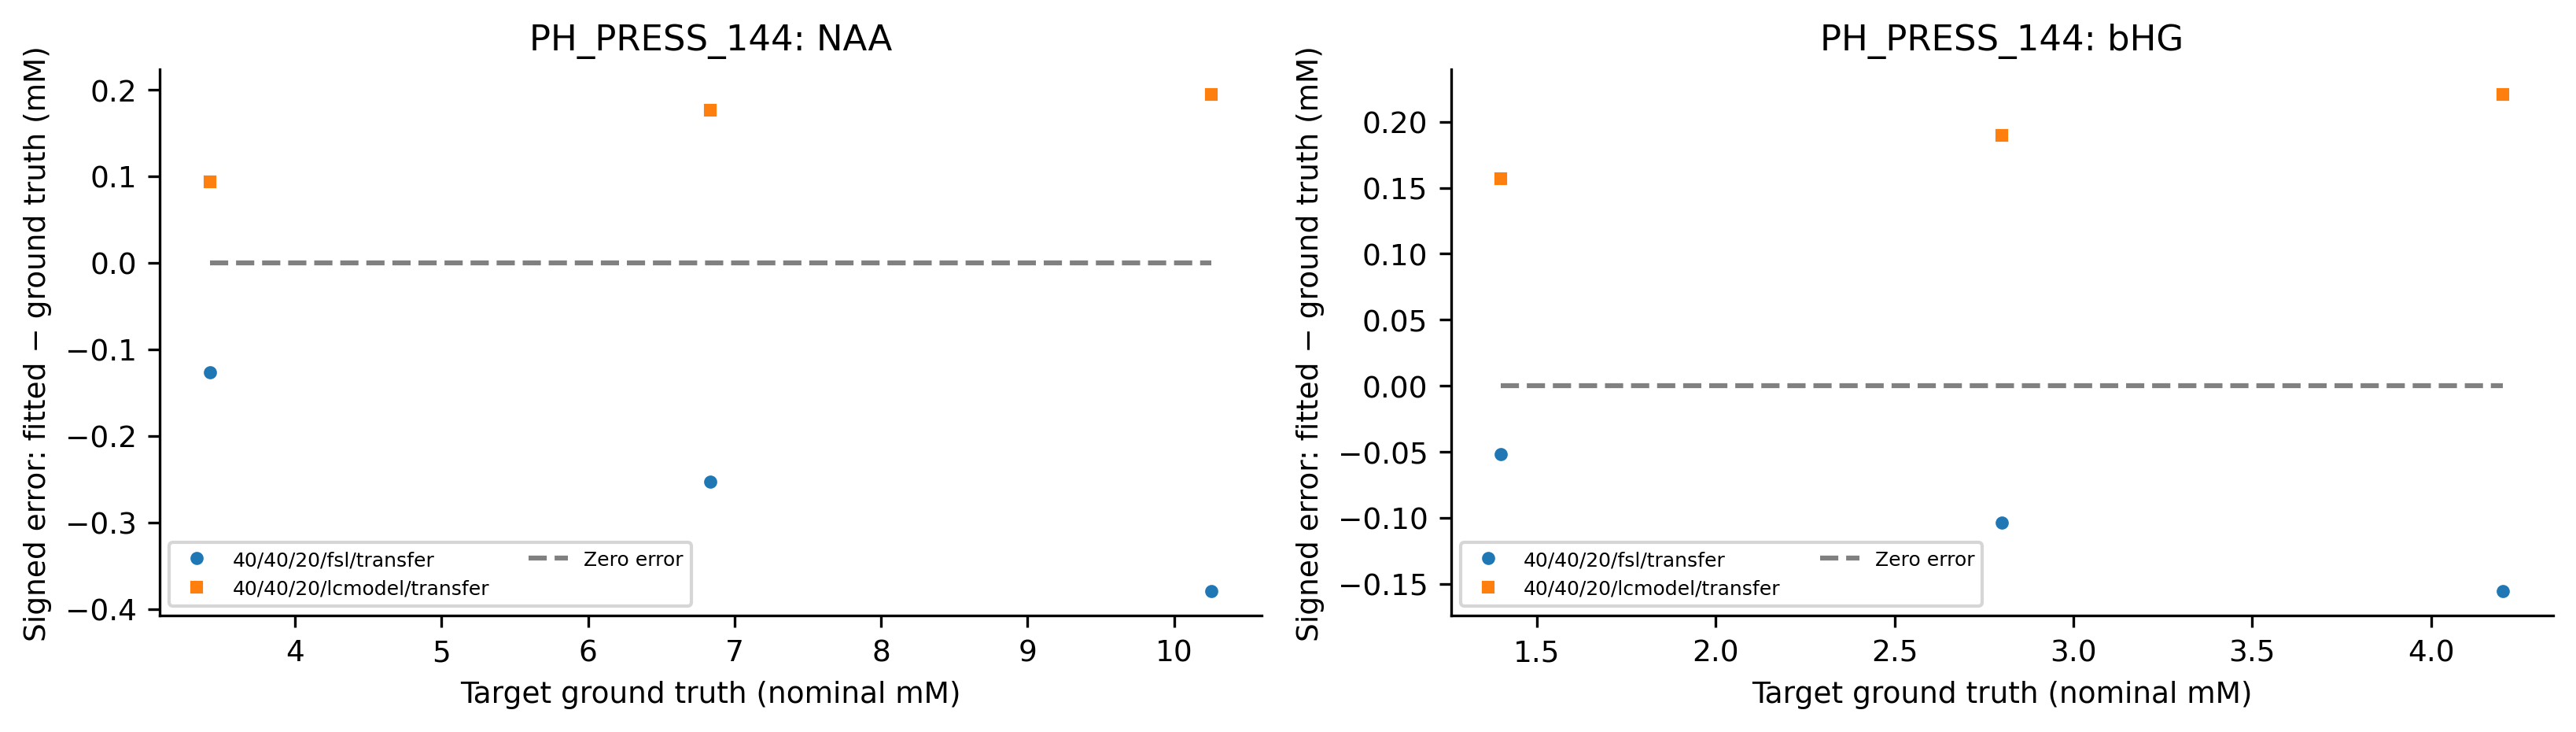 PH_PRESS_144: NAA
Signed error: fitted − ground truth (mM)
0.2
0.1
0.0
−0.1
−0.2
−0.3
−0.4
40/40/20/fsl/transfer
40/40/20/lcmodel/transfer
Zero error
4 5 6 7 8 9 10
Target ground truth (nominal mM)
PH_PRESS_144: bHG
Signed error: fitted − ground truth (mM)
0.20
0.15
0.10
0.05
0.00
−0.05
−0.10
−0.15
40/40/20/fsl/transfer
40/40/20/lcmodel/transfer
Zero error
1.5 2.0 2.5 3.0 3.5 4.0
Target ground truth (nominal mM)